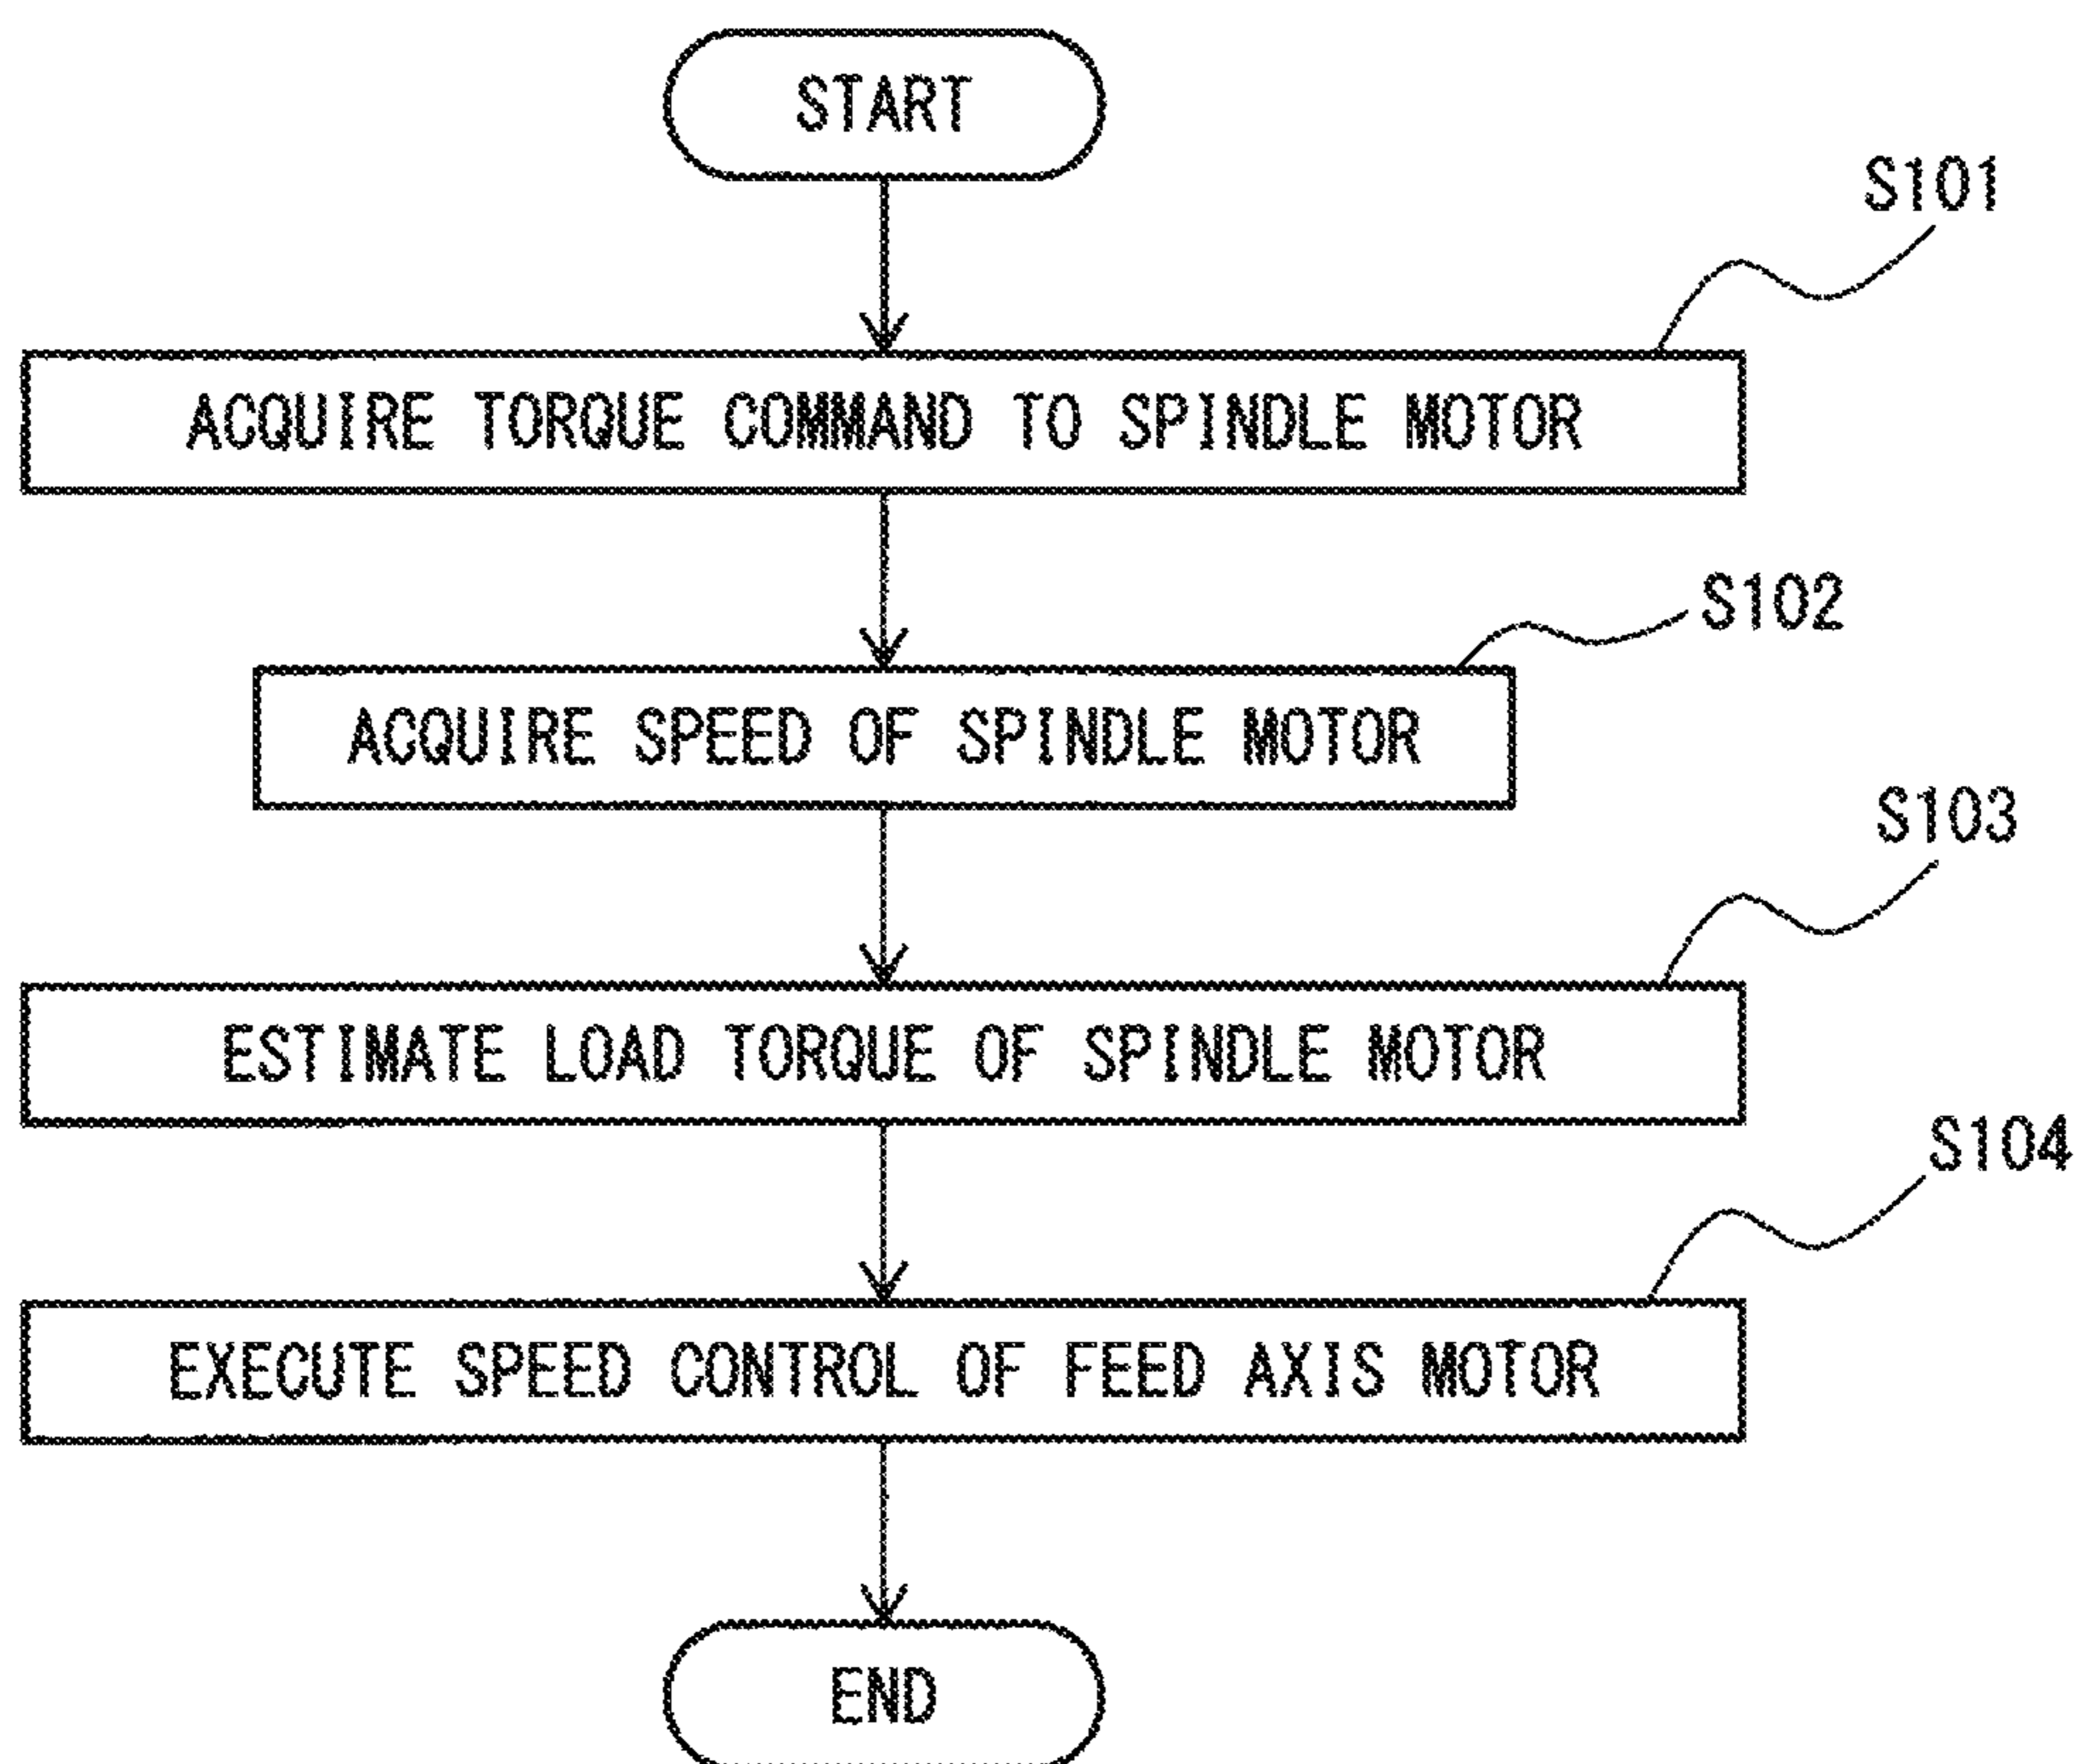 START
S101
ACQUIRE TORQUE COMMAND TO SPINDLE MOTOR
S102
ACQUIRE SPEED OF SPINDLE MOTOR
S103
ESTIMATE LOAD TORQUE OF SPINDLE MOTOR
S104
EXECUTE SPEED CONTROL OF FEED AXIS MOTOR
END